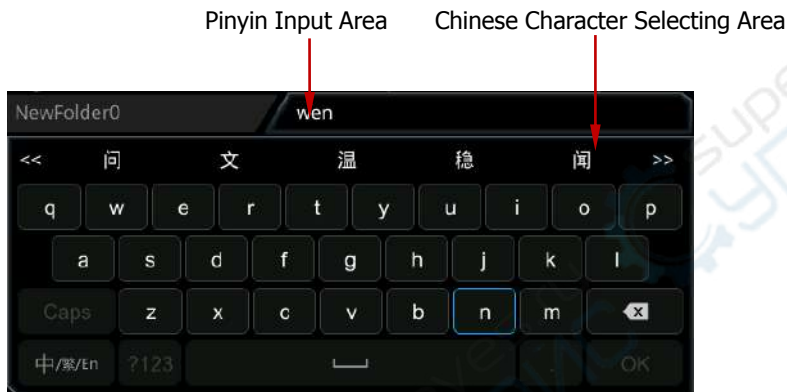 Pinyin Input Area Chinese Character Selecting Area
NewFolder0 wen
<< 问 文 温 稳 闻 >>
q w e r t y u i o p
a s d f g h j k l
Caps z x c v b n m
中/繁/En ?123 . OK